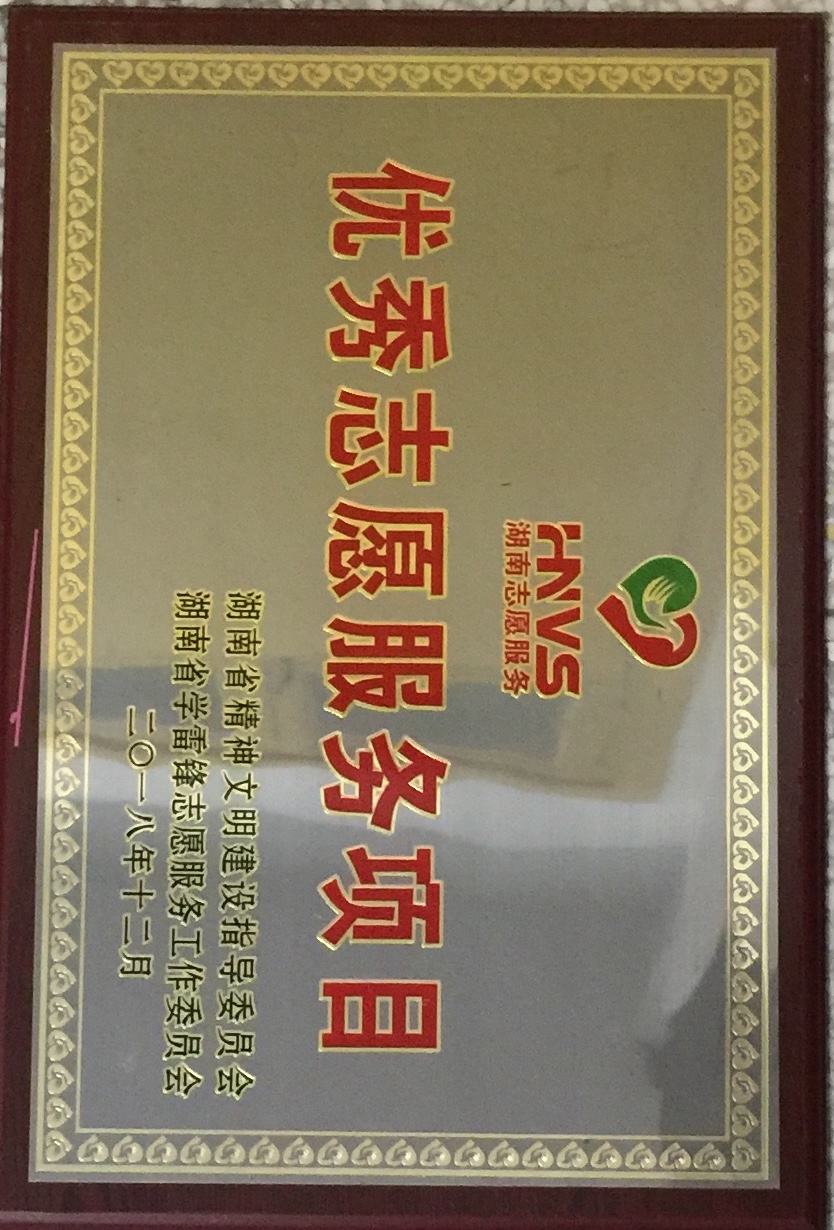 HNVS
湖南志愿服务
优秀志愿服务项目
湖南省精神文明建设指导委员会
湖南省学雷锋志愿服务工作委员会
二〇一八年十二月